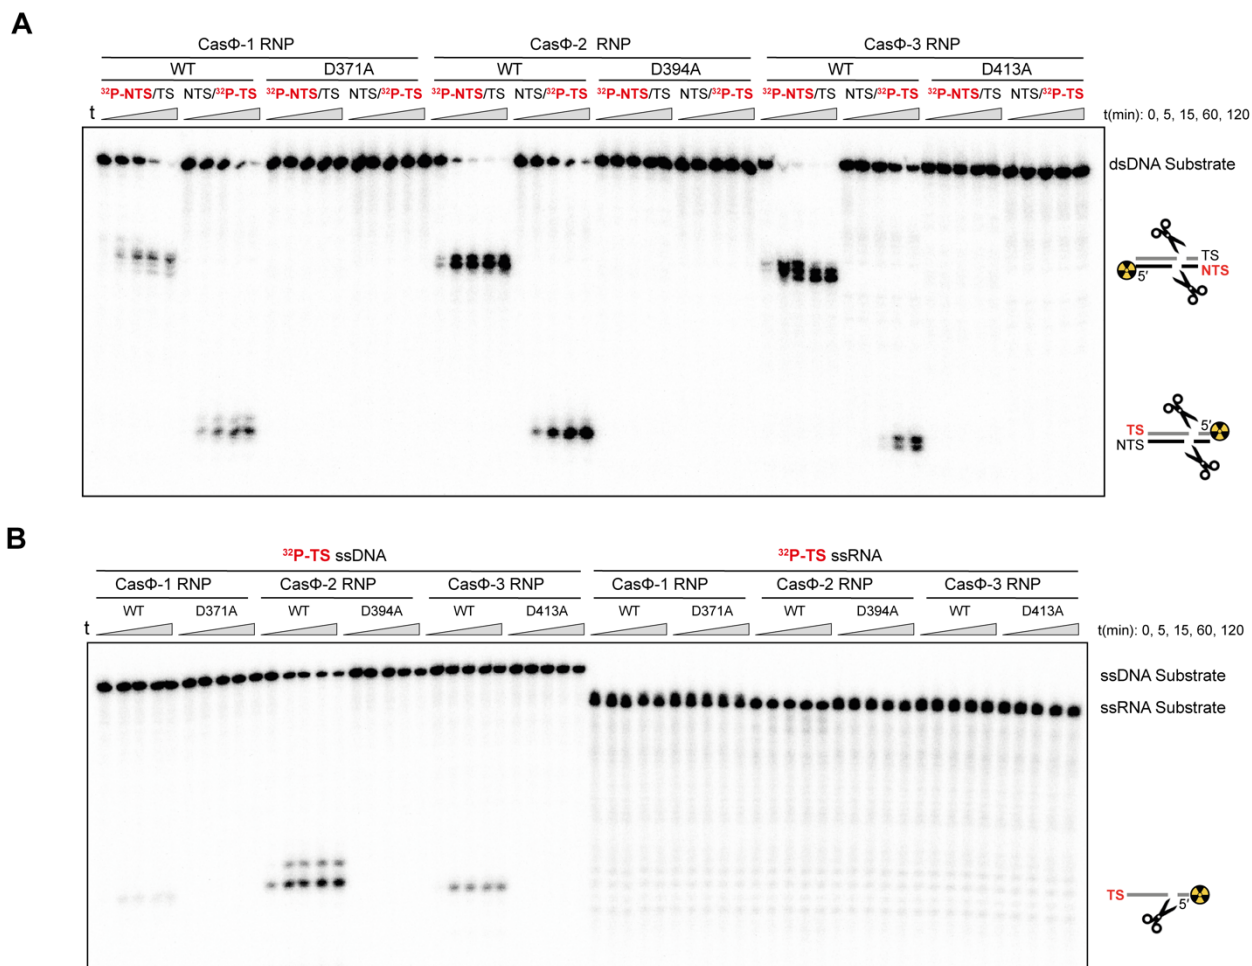 A
CasΦ-1 RNP CasΦ-2 RNP CasΦ-3 RNP
WT D371A WT D394A WT D413A
³²P-NTS/TS NTS/³²P-TS ³²P-NTS/TS NTS/³²P-TS ³²P-NTS/TS NTS/³²P-TS ³²P-NTS/TS NTS/³²P-TS ³²P-NTS/TS NTS/³²P-TS ³²P-NTS/TS NTS/³²P-TS
t t(min): 0, 5, 15, 60, 120
dsDNA Substrate
TS
5′ NTS
TS 5′
NTS
B
³²P-TS ssDNA ³²P-TS ssRNA
CasΦ-1 RNP CasΦ-2 RNP CasΦ-3 RNP CasΦ-1 RNP CasΦ-2 RNP CasΦ-3 RNP
WT D371A WT D394A WT D413A WT D371A WT D394A WT D413A
t t(min): 0, 5, 15, 60, 120
ssDNA Substrate
ssRNA Substrate
TS 5′